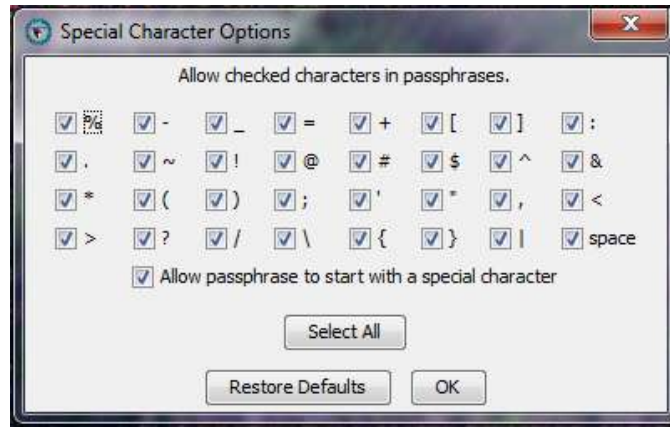 Special Character Options
Allow checked characters in passphrases.
% - _ = + [ ] :
. ~ ! @ # $ ^ &
* ( ) ; ' " , <
> ? / \ { } | space
Allow passphrase to start with a special character
Select All
Restore Defaults OK